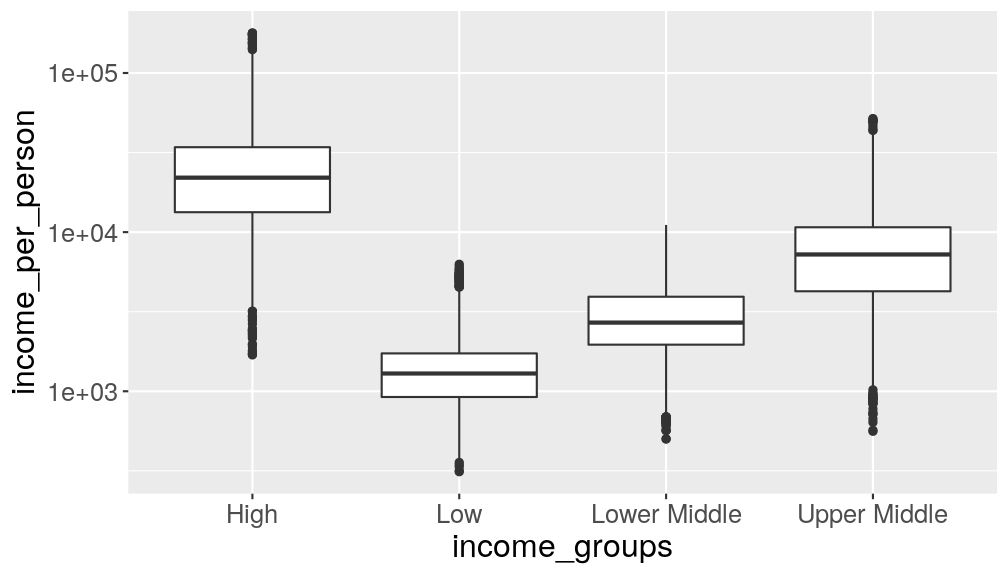 income_per_person
1e+05
1e+04
1e+03
High
Low
Lower Middle
Upper Middle
income_groups